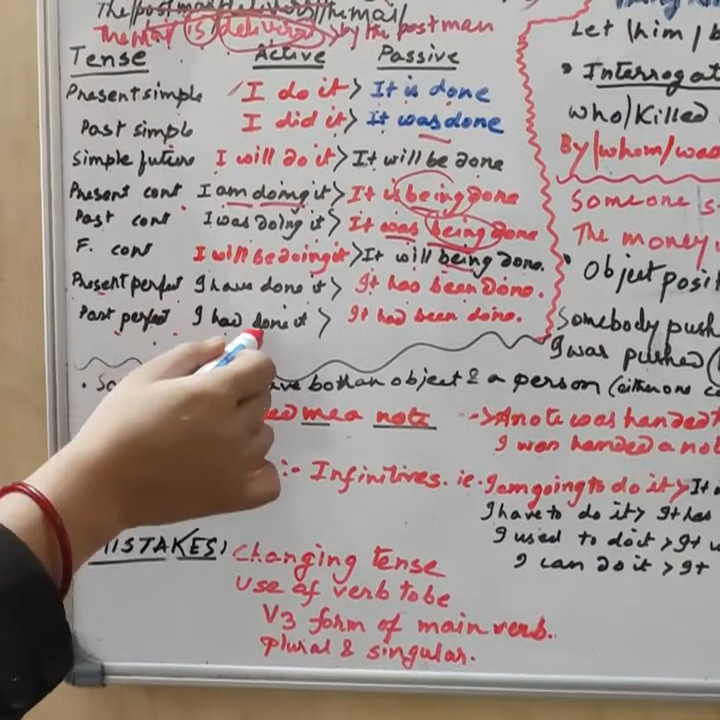 The mail is delivered by the postman
Tense Active Passive
Present simple I do it > It is done
Past simple I did it > It was done
Simple future I will do it > It will be done
Present cont I am doing it > It is being done
Past cont I was doing it > It was being done
F. cont I will be doing it > It will being done.
Present perfect I have done it > It has been done.
Past perfect I had done it > It had been done.
Let | him / b
• Interrogat
Who / Killed
By / whom / was
Someone s
The money
• Object posit
Somebody push
I was pushed (
have both an object & a person (either one c
me a note -> A note was handed
I was handed a not
:- Infinitives. ie. I am going to do it > It
I have to do it > It has
I used to do it > It
I can do it > It
MISTAKES: Changing tense
Use of verb to be
V3 form of main verb.
Plural & singular.